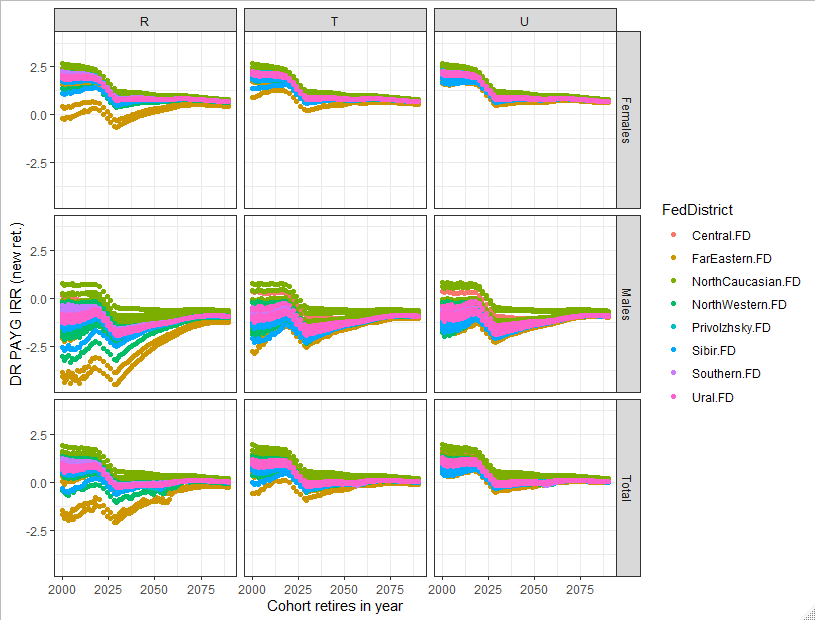 R T U
2.5
0.0
-2.5
Females
2.5
0.0
-2.5
Males
2.5
0.0
-2.5
Total
2000 2025 2050 2075 2000 2025 2050 2075 2000 2025 2050 2075
Cohort retires in year
DR PAYG IRR (new ret.)
FedDistrict
Central.FD
FarEastern.FD
NorthCaucasian.FD
NorthWestern.FD
Privolzhsky.FD
Sibir.FD
Southern.FD
Ural.FD